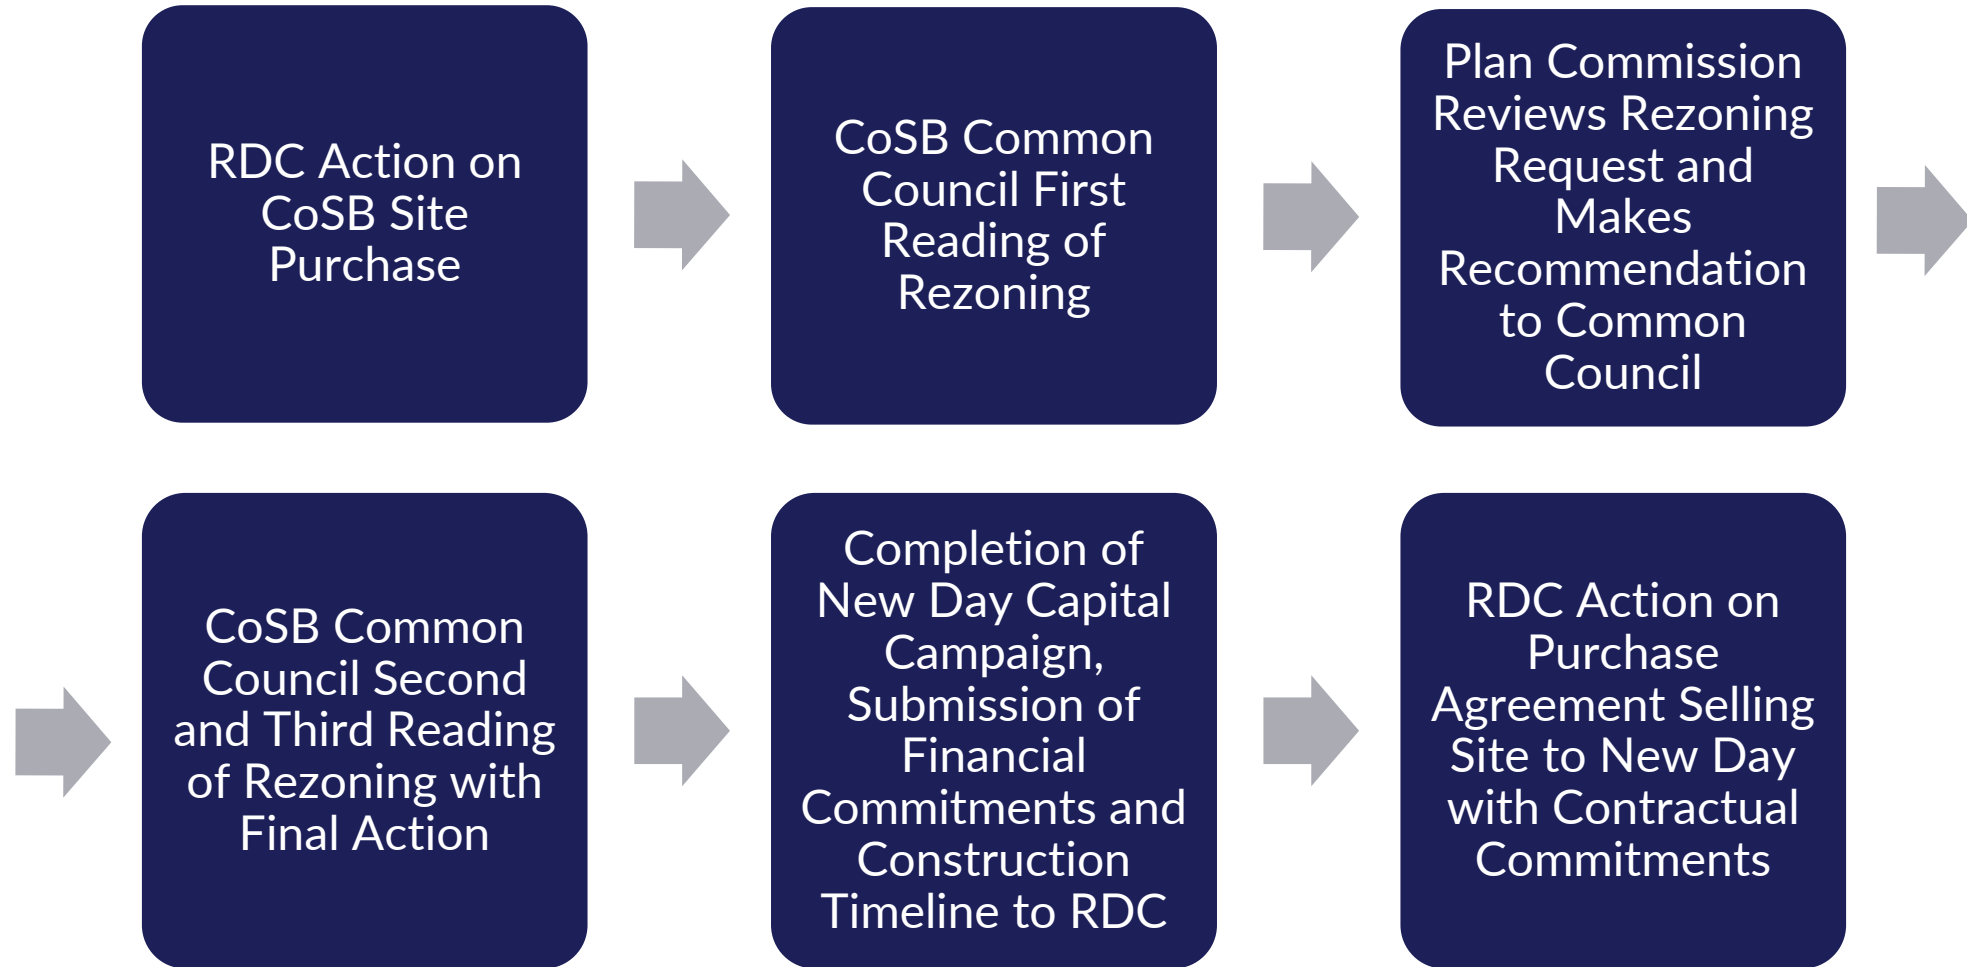 RDC Action on
CoSB Site
Purchase
CoSB Common
Council First
Reading of
Rezoning
Plan Commission
Reviews Rezoning
Request and
Makes
Recommendation
to Common
Council
CoSB Common
Council Second
and Third Reading
of Rezoning with
Final Action
Completion of
New Day Capital
Campaign,
Submission of
Financial
Commitments and
Construction
Timeline to RDC
RDC Action on
Purchase
Agreement Selling
Site to New Day
with Contractual
Commitments